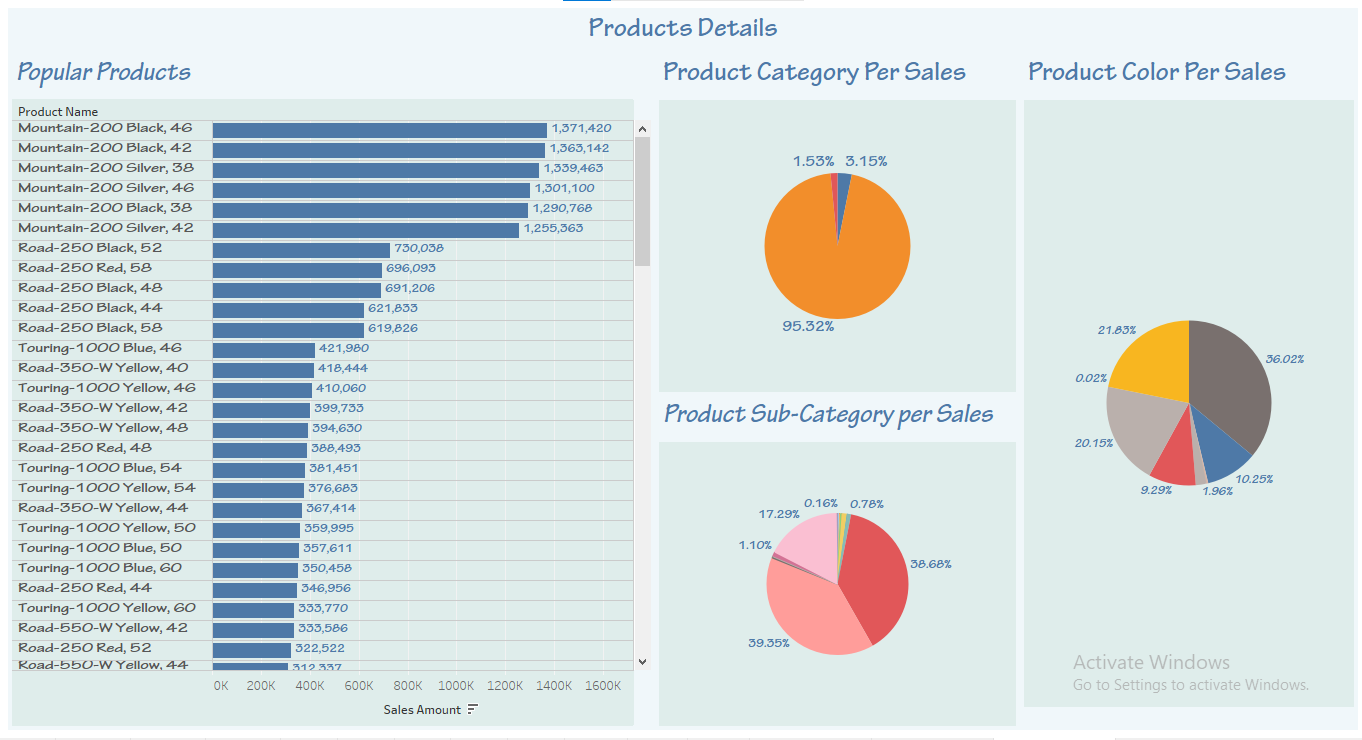 Products Details
Popular Products
Product Name
Mountain-200 Black, 46 1,371,420
Mountain-200 Black, 42 1,363,142
Mountain-200 Silver, 38 1,339,463
Mountain-200 Silver, 46 1,301,100
Mountain-200 Black, 38 1,290,768
Mountain-200 Silver, 42 1,255,363
Road-250 Black, 52 730,038
Road-250 Red, 58 696,093
Road-250 Black, 48 691,206
Road-250 Black, 44 621,833
Road-250 Black, 58 619,826
Touring-1000 Blue, 46 421,980
Road-350-W Yellow, 40 418,444
Touring-1000 Yellow, 46 410,060
Road-350-W Yellow, 42 399,733
Road-350-W Yellow, 48 394,630
Road-250 Red, 48 388,493
Touring-1000 Blue, 54 381,451
Touring-1000 Yellow, 54 376,683
Road-350-W Yellow, 44 367,414
Touring-1000 Yellow, 50 359,995
Touring-1000 Blue, 50 357,611
Touring-1000 Blue, 60 350,458
Road-250 Red, 44 346,956
Touring-1000 Yellow, 60 333,770
Road-550-W Yellow, 42 333,586
Road-250 Red, 52 322,522
Road-550-W Yellow, 44 312,337
0K 200K 400K 600K 800K 1000K 1200K 1400K 1600K
Sales Amount
Product Category Per Sales
1.53% 3.15%
95.32%
Product Sub-Category per Sales
0.16% 0.78%
17.29%
1.10%
38.68%
39.35%
Product Color Per Sales
21.83%
36.02%
0.02%
20.15%
10.25%
9.29% 1.96%
Activate Windows
Go to Settings to activate Windows.